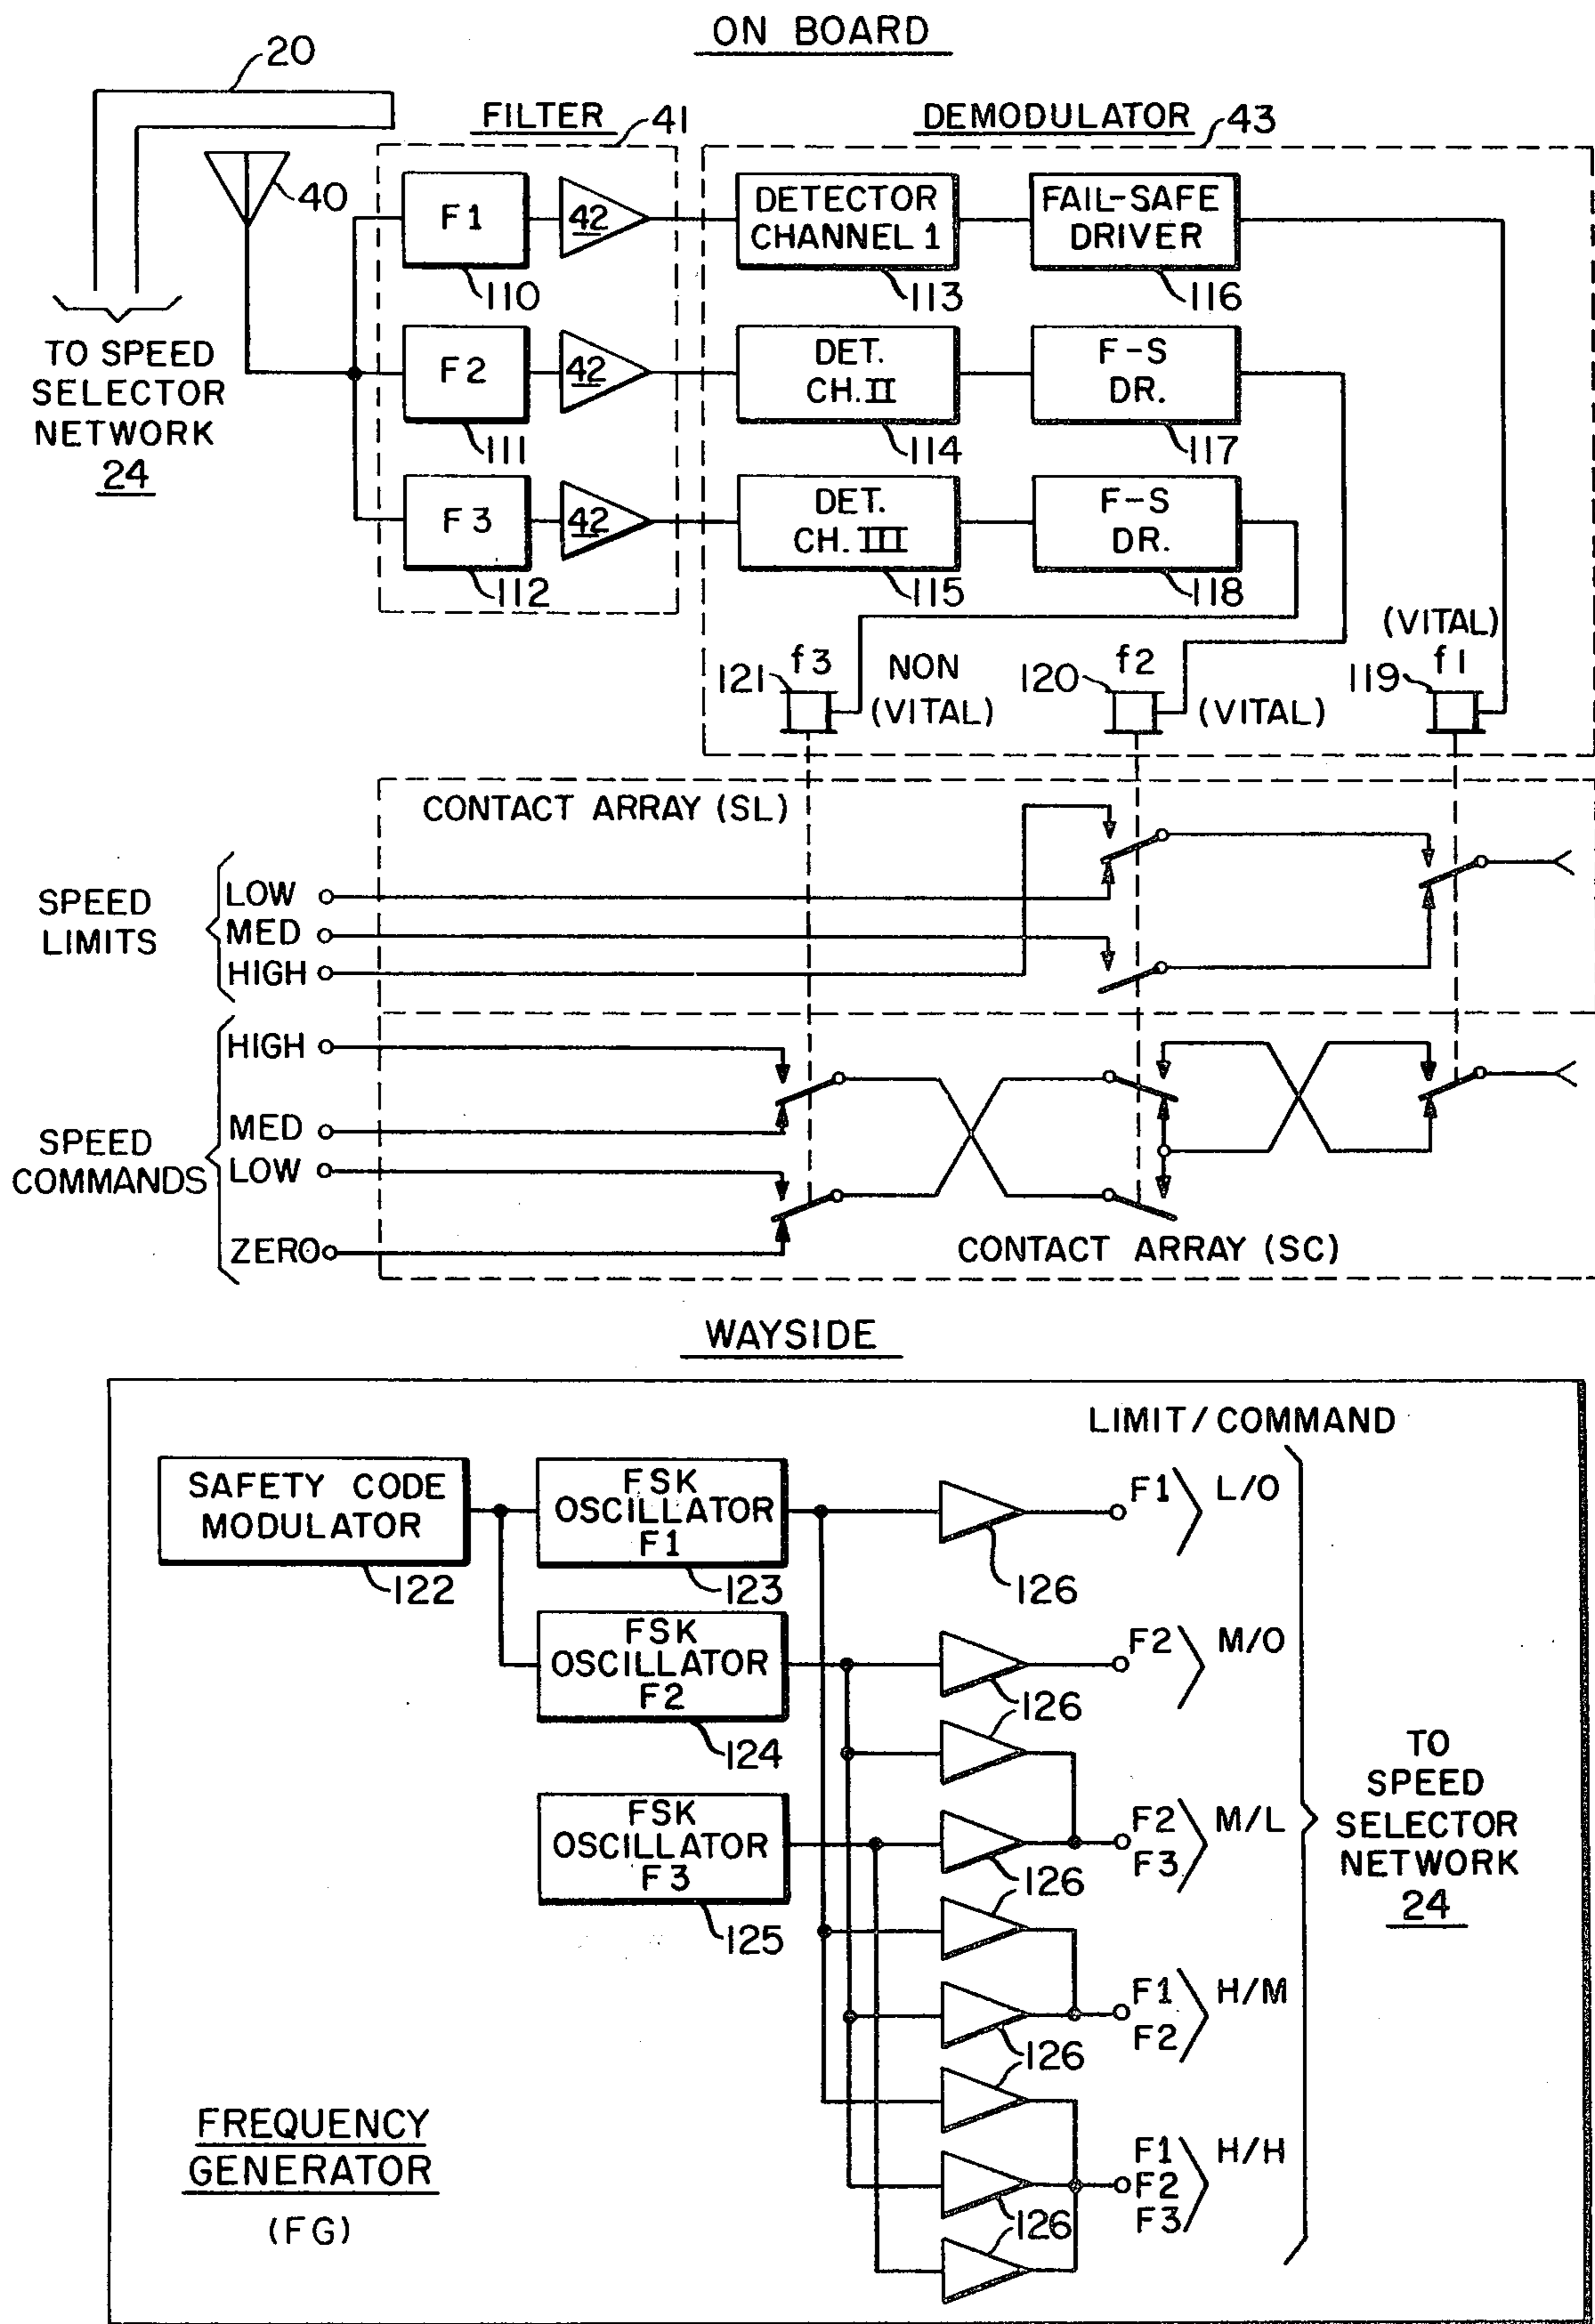 ON BOARD
20
FILTER
41
DEMODULATOR
43
40
F1
42
DETECTOR
CHANNEL 1
FAIL-SAFE
DRIVER
110
113
116
TO SPEED
SELECTOR
NETWORK
24
F2
42
DET.
CH. II
F-S
DR.
111
114
117
F3
42
DET.
CH. III
F-S
DR.
112
115
118
121
f3
NON
(VITAL)
120
f2
(VITAL)
(VITAL)
119
f1
CONTACT ARRAY (SL)
SPEED
LIMITS
LOW
MED
HIGH
SPEED
COMMANDS
HIGH
MED
LOW
ZERO
CONTACT ARRAY (SC)
WAYSIDE
LIMIT/COMMAND
SAFETY CODE
MODULATOR
122
FSK
OSCILLATOR
F1
123
126
F1 L/O
FSK
OSCILLATOR
F2
124
126
F2 M/O
FSK
OSCILLATOR
F3
125
126
F2
F3
M/L
126
F1
F2
H/M
126
126
F1
F2
F3
H/H
126
TO
SPEED
SELECTOR
NETWORK
24
FREQUENCY
GENERATOR
(FG)